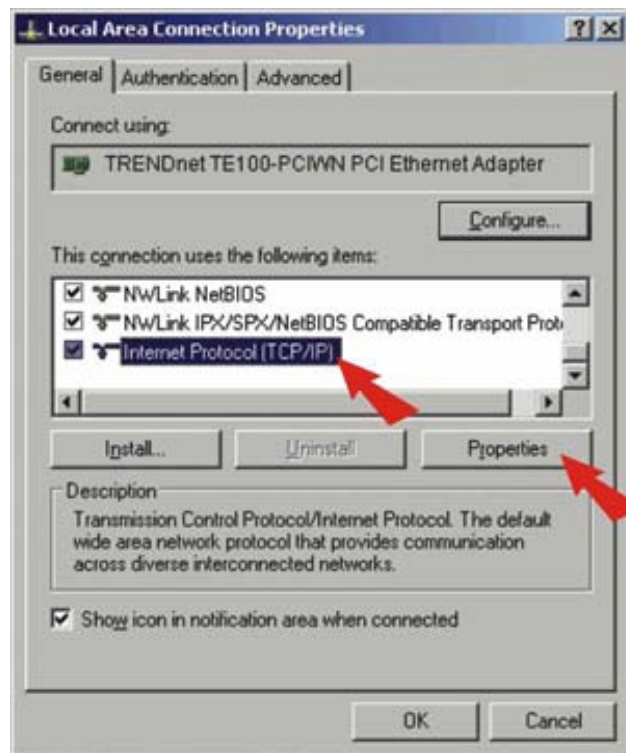 Local Area Connection Properties
General Authentication Advanced
Connect using:
TRENDnet TE100-PCIWN PCI Ethernet Adapter
Configure...
This connection uses the following items:
NWLink NetBIOS
NWLink IPX/SPX/NetBIOS Compatible Transport Prot
Internet Protocol (TCP/IP)
Install... Uninstall Properties
Description
Transmission Control Protocol/Internet Protocol. The default
wide area network protocol that provides communication
across diverse interconnected networks.
Show icon in notification area when connected
OK Cancel